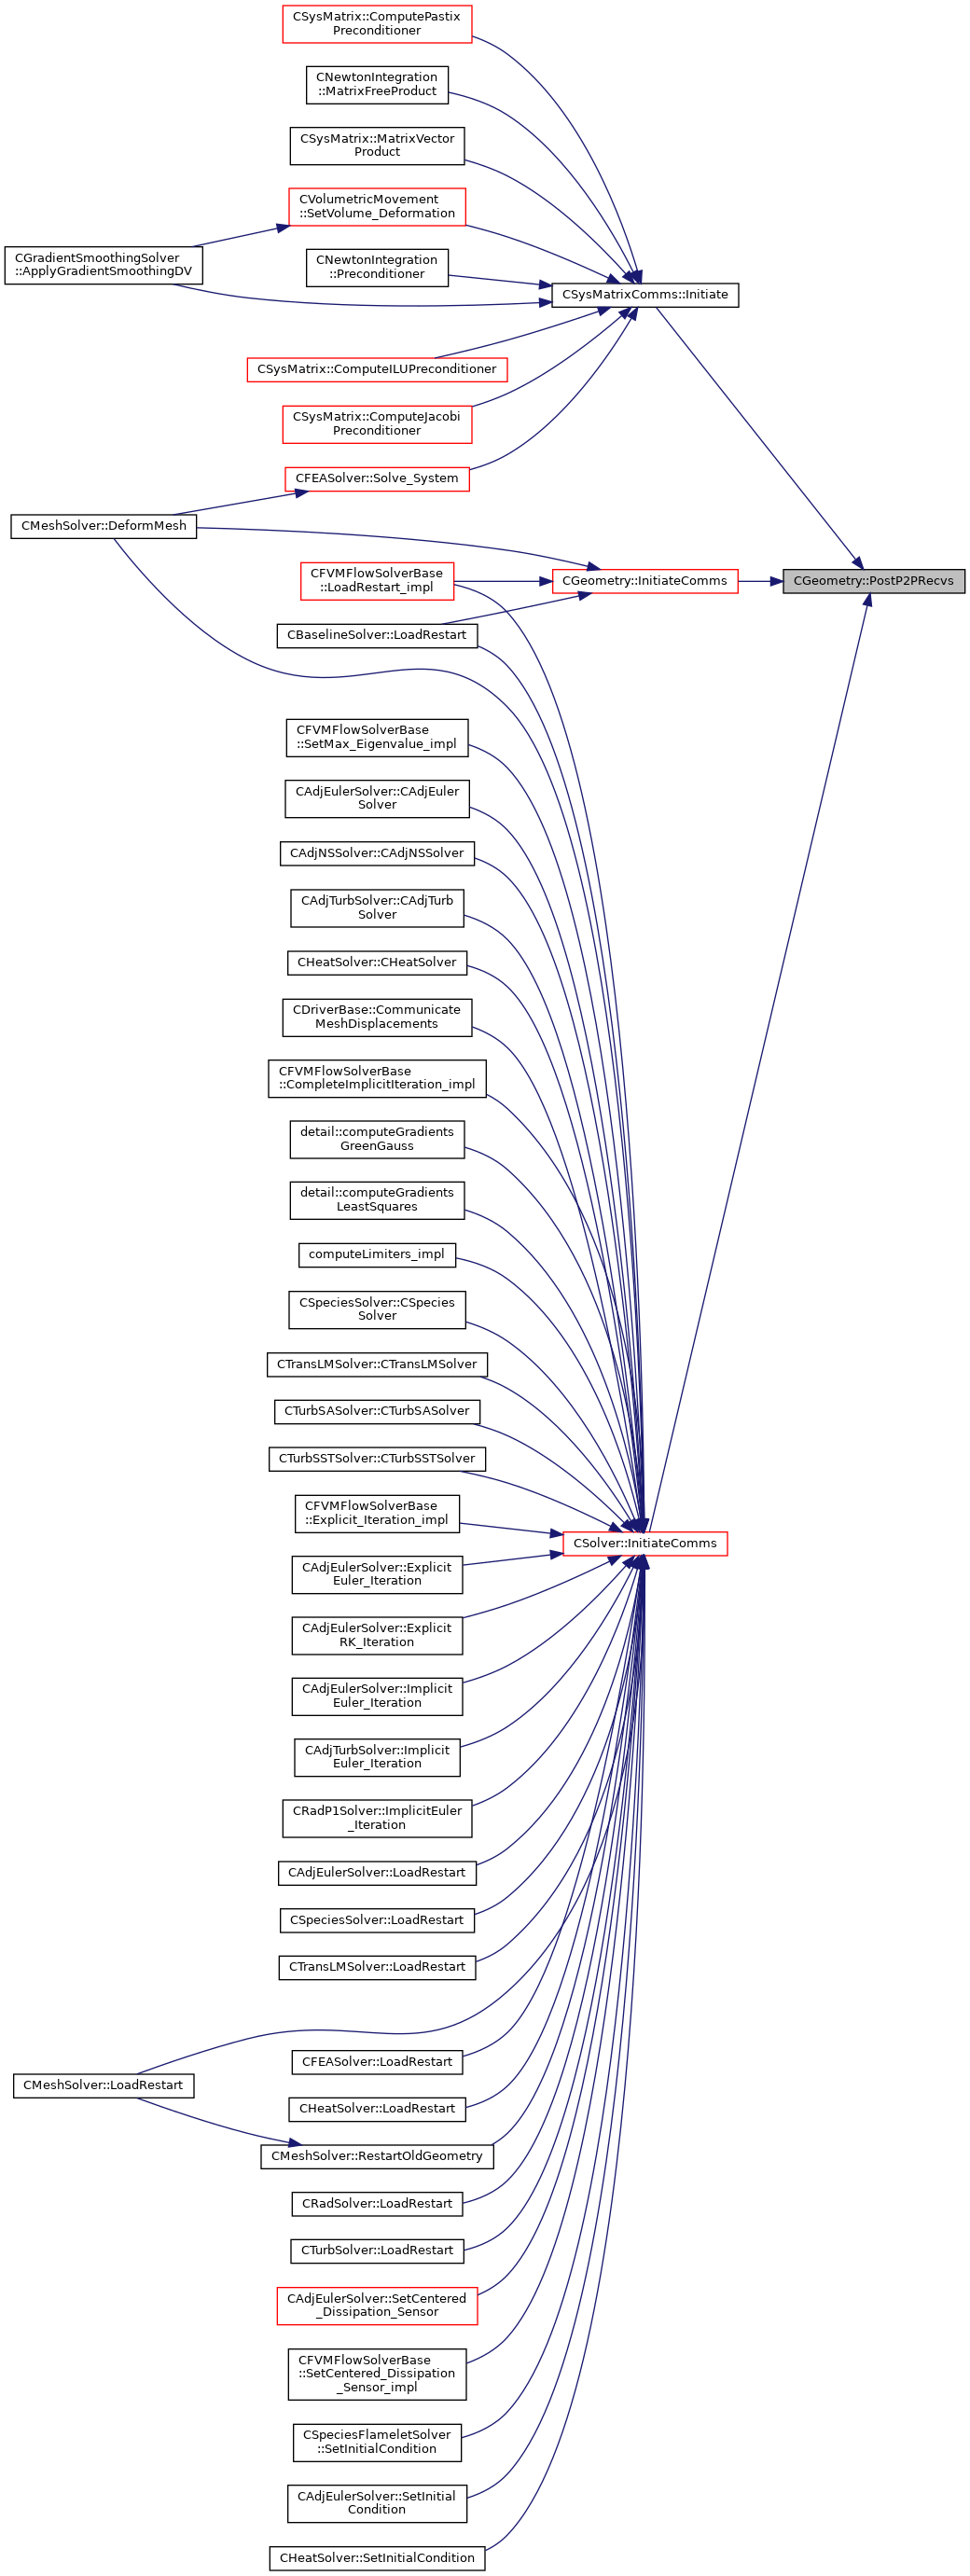 CSysMatrix::ComputePastix
Preconditioner
CNewtonIntegration
::MatrixFreeProduct
CSysMatrix::MatrixVector
Product
CVolumetricMovement
::SetVolume_Deformation
CGradientSmoothingSolver
::ApplyGradientSmoothingDV
CNewtonIntegration
::Preconditioner
CSysMatrixComms::Initiate
CSysMatrix::ComputeILUPreconditioner
CSysMatrix::ComputeJacobi
Preconditioner
CFEASolver::Solve_System
CMeshSolver::DeformMesh
CFVMFlowSolverBase
::LoadRestart_impl
CGeometry::InitiateComms
CGeometry::PostP2PRecvs
CBaselineSolver::LoadRestart
CFVMFlowSolverBase
::SetMax_Eigenvalue_impl
CAdjEulerSolver::CAdjEuler
Solver
CAdjNSSolver::CAdjNSSolver
CAdjTurbSolver::CAdjTurb
Solver
CHeatSolver::CHeatSolver
CDriverBase::Communicate
MeshDisplacements
CFVMFlowSolverBase
::CompleteImplicitIteration_impl
detail::computeGradients
GreenGauss
detail::computeGradients
LeastSquares
computeLimiters_impl
CSpeciesSolver::CSpecies
Solver
CTransLMSolver::CTransLMSolver
CTurbSASolver::CTurbSASolver
CTurbSSTSolver::CTurbSSTSolver
CFVMFlowSolverBase
::Explicit_Iteration_impl
CSolver::InitiateComms
CAdjEulerSolver::Explicit
Euler_Iteration
CAdjEulerSolver::Explicit
RK_Iteration
CAdjEulerSolver::Implicit
Euler_Iteration
CAdjTurbSolver::Implicit
Euler_Iteration
CRadP1Solver::ImplicitEuler
_Iteration
CAdjEulerSolver::LoadRestart
CSpeciesSolver::LoadRestart
CTransLMSolver::LoadRestart
CFEASolver::LoadRestart
CMeshSolver::LoadRestart
CHeatSolver::LoadRestart
CMeshSolver::RestartOldGeometry
CRadSolver::LoadRestart
CTurbSolver::LoadRestart
CAdjEulerSolver::SetCentered
_Dissipation_Sensor
CFVMFlowSolverBase
::SetCentered_Dissipation
_Sensor_impl
CSpeciesFlameletSolver
::SetInitialCondition
CAdjEulerSolver::SetInitial
Condition
CHeatSolver::SetInitialCondition